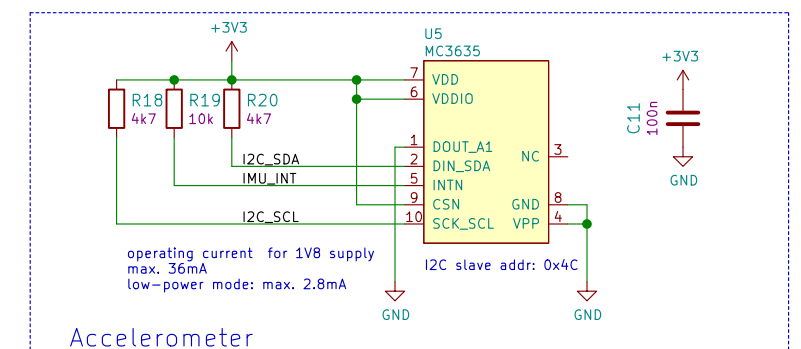 +3V3
U5
MC3635
+3V3
R18
4k7
R19
10k
R20
4k7
7 VDD
6 VDDIO
1 DOUT_A1
2 DIN_SDA
5 INTN
9 CSN
10 SCK_SCL
NC 3
GND 8
VPP 4
I2C_SDA
IMU_INT
I2C_SCL
C11
100n
GND
operating current  for 1V8 supply
max. 36mA
low-power mode: max. 2.8mA
I2C slave addr: 0x4C
GND
GND
Accelerometer